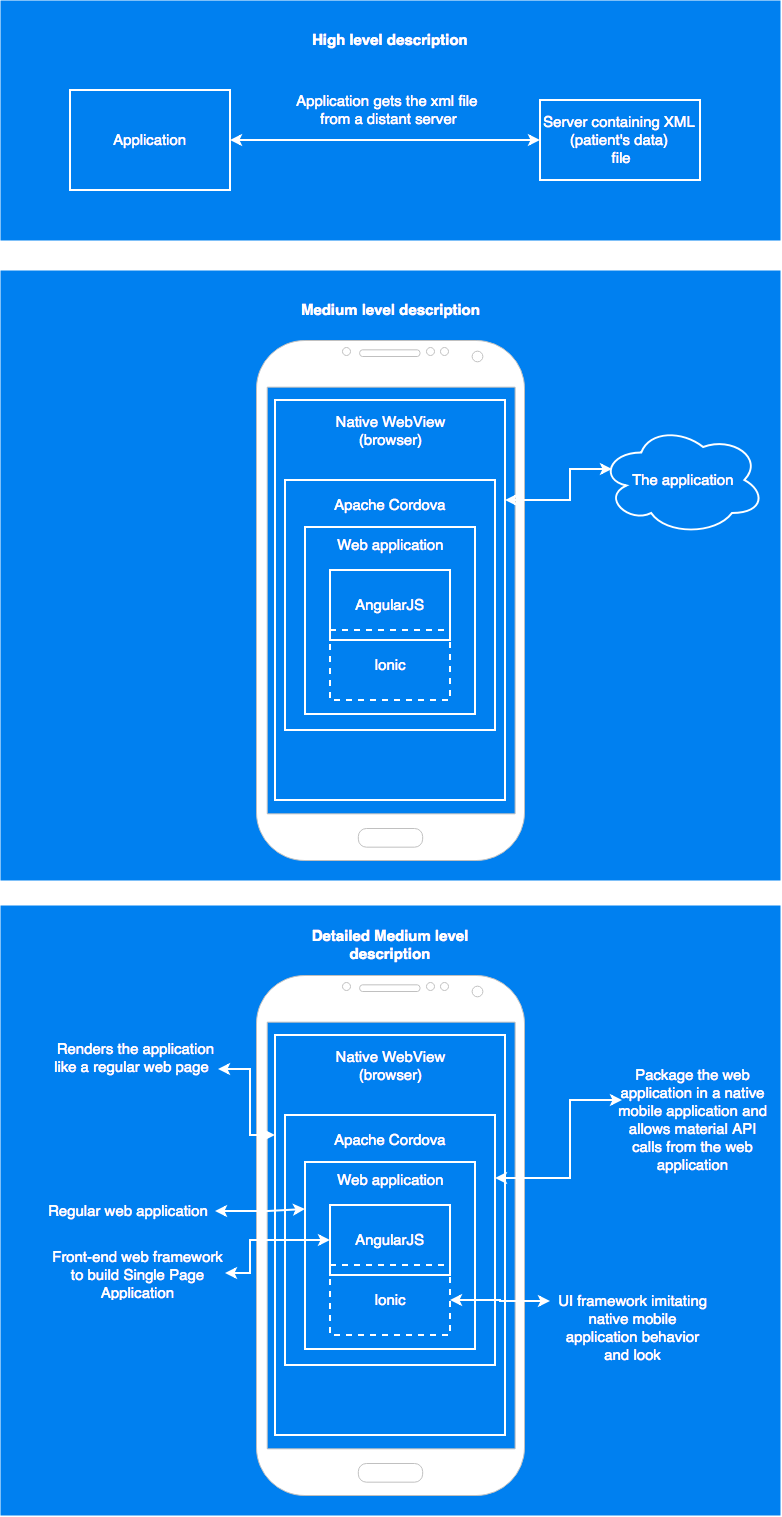 High level description
Application gets the xml file
from a distant server
Application
Server containing XML
(patient's data)
file
Medium level description
Native WebView
(browser)
The application
Apache Cordova
Web application
AngularJS
Ionic
Detailed Medium level
description
Renders the application
like a regular web page
Native WebView
(browser)
Package the web
application in a native
mobile application and
allows material API
calls from the web
application
Apache Cordova
Web application
Regular web application
AngularJS
Front-end web framework
to build Single Page
Application
Ionic
UI framework imitating
native mobile
application behavior
and look